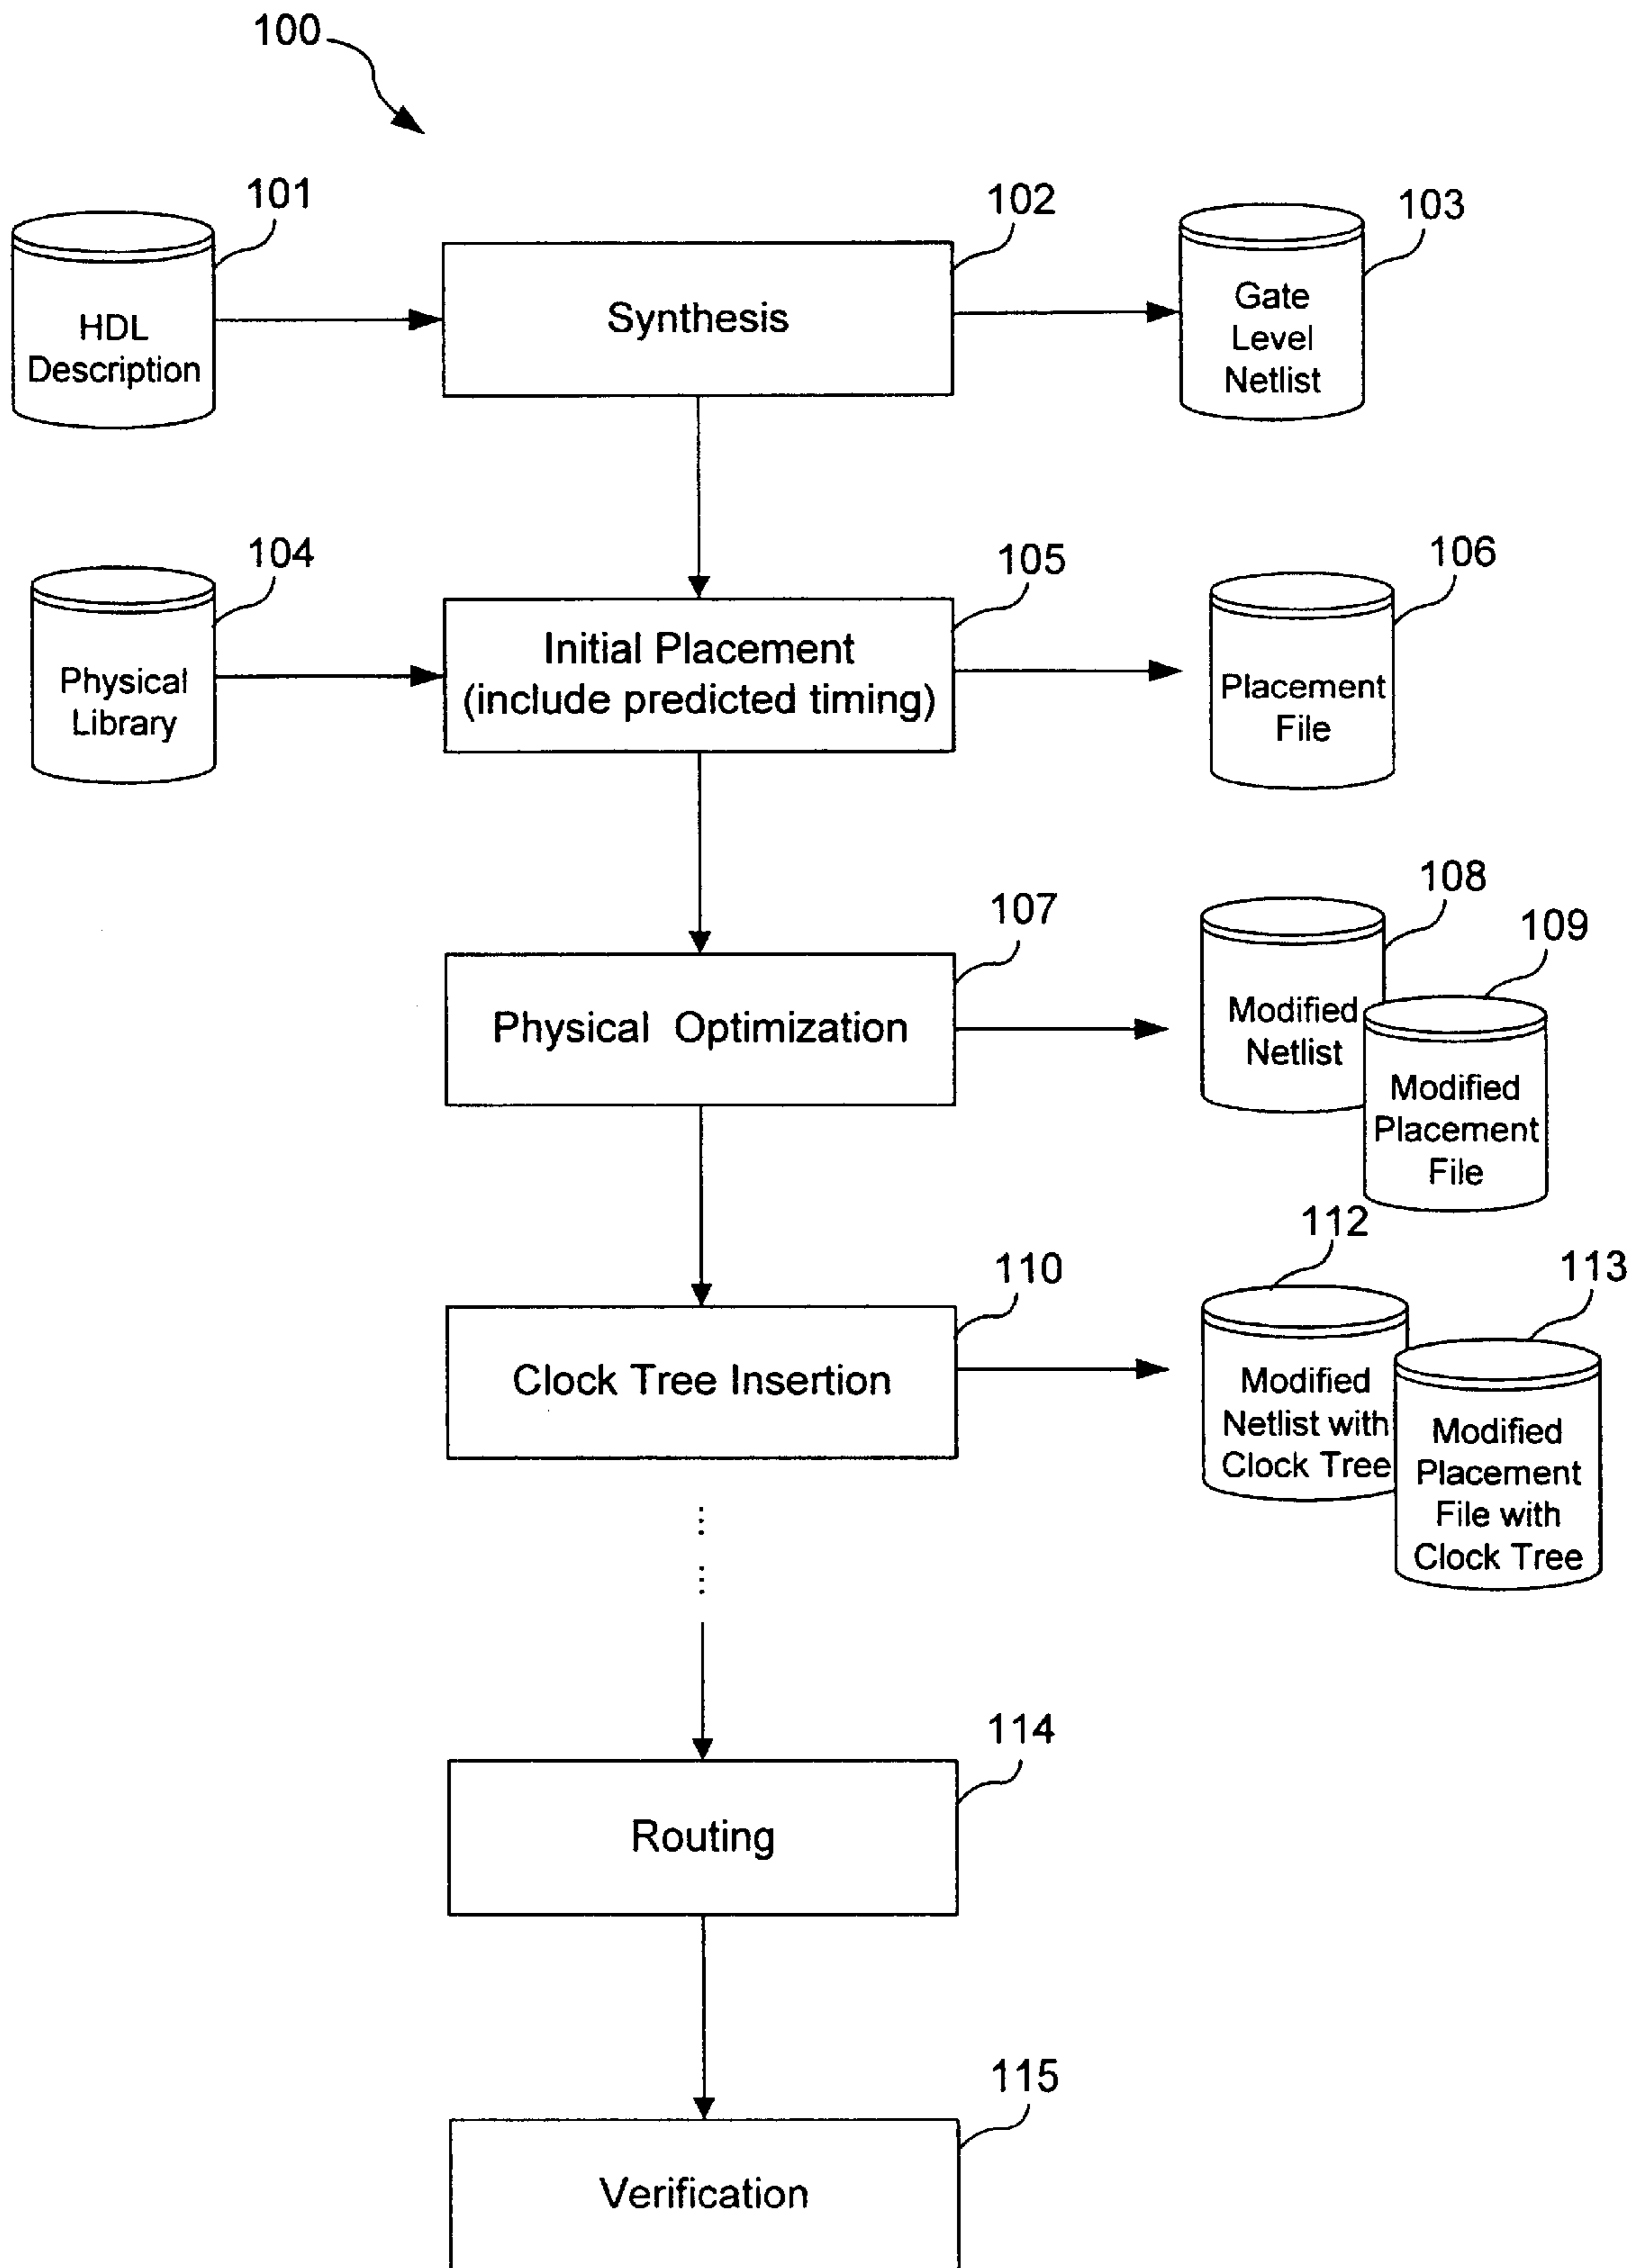 100
101
102
103
HDL
Description
Synthesis
Gate
Level
Netlist
104
105
106
Physical
Library
Initial Placement
(include predicted timing)
Placement
File
107
108
109
Physical Optimization
Modified
Netlist
Modified
Placement
File
110
112
113
Clock Tree Insertion
Modified
Netlist with
Clock Tree
Modified
Placement
File with
Clock Tree
114
Routing
115
Verification